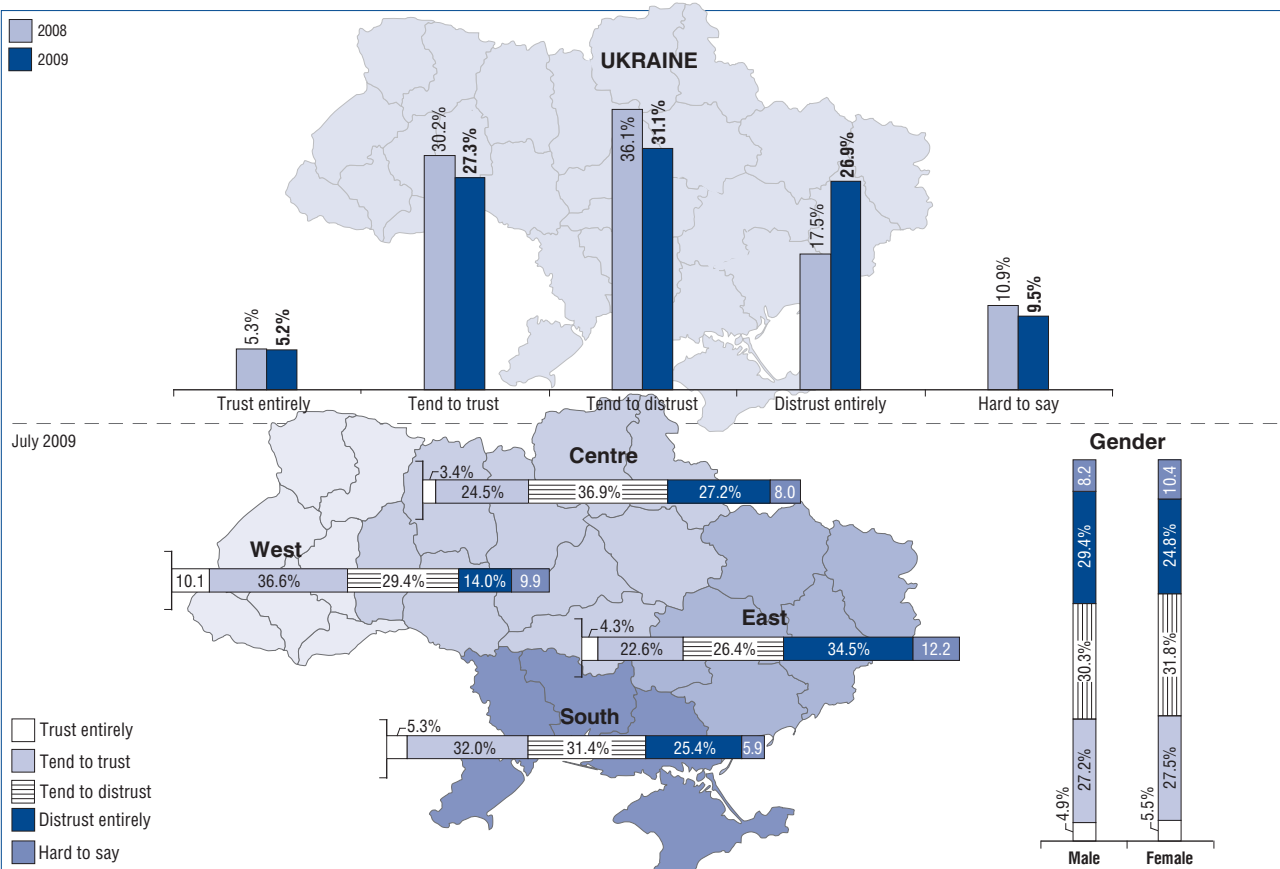 2008
2009
UKRAINE
5.3%
5.2%
30.2%
27.3%
36.1%
31.1%
17.5%
26.9%
10.9%
9.5%
Trust entirely
Tend to trust
Tend to distrust
Distrust entirely
Hard to say
July 2009
Centre
3.4%
24.5%
36.9%
27.2%
8.0
West
10.1
36.6%
29.4%
14.0%
9.9
East
4.3%
22.6%
26.4%
34.5%
12.2
South
5.3%
32.0%
31.4%
25.4%
5.9
Trust entirely
Tend to trust
Tend to distrust
Distrust entirely
Hard to say
Gender
8.2
29.4%
30.3%
27.2%
4.9%
Male
10.4
24.8%
31.8%
27.5%
5.5%
Female